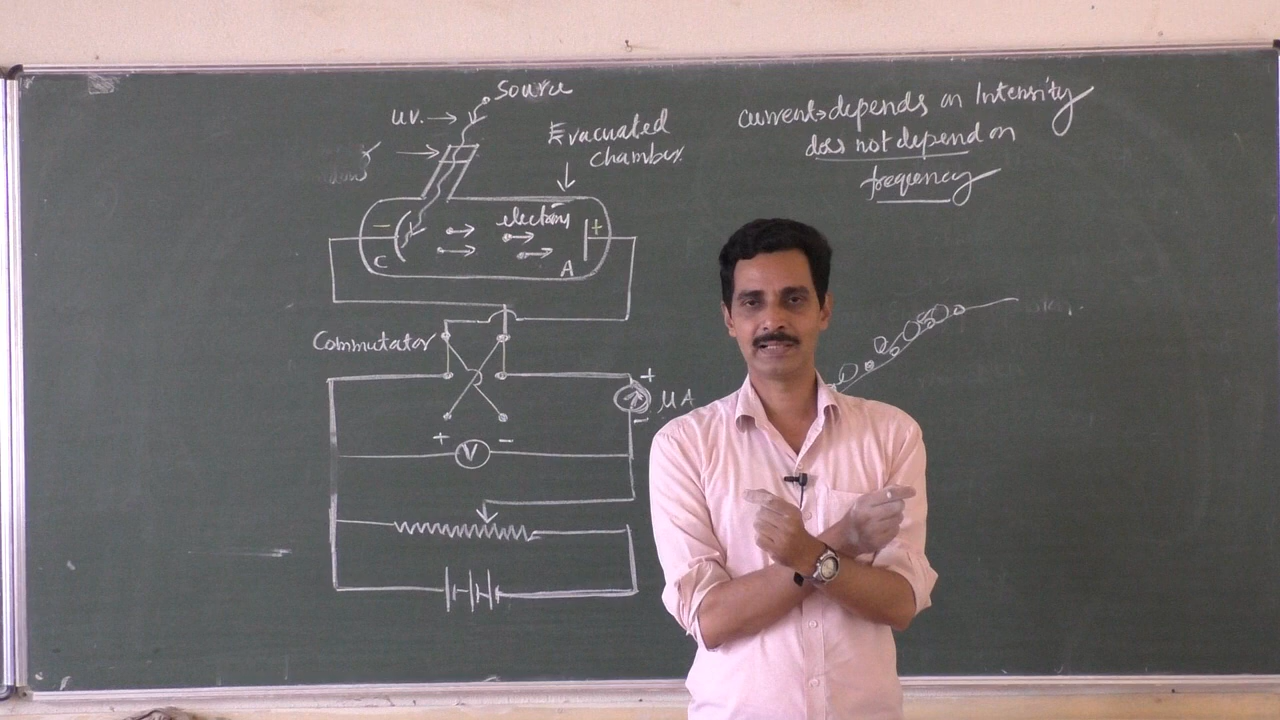 source
u.v. →
Evacuated
chamber
current → depends on Intensity
does not depend on
frequency
electrons
- +
C A
Commutator
+
μA
-
+ -
V